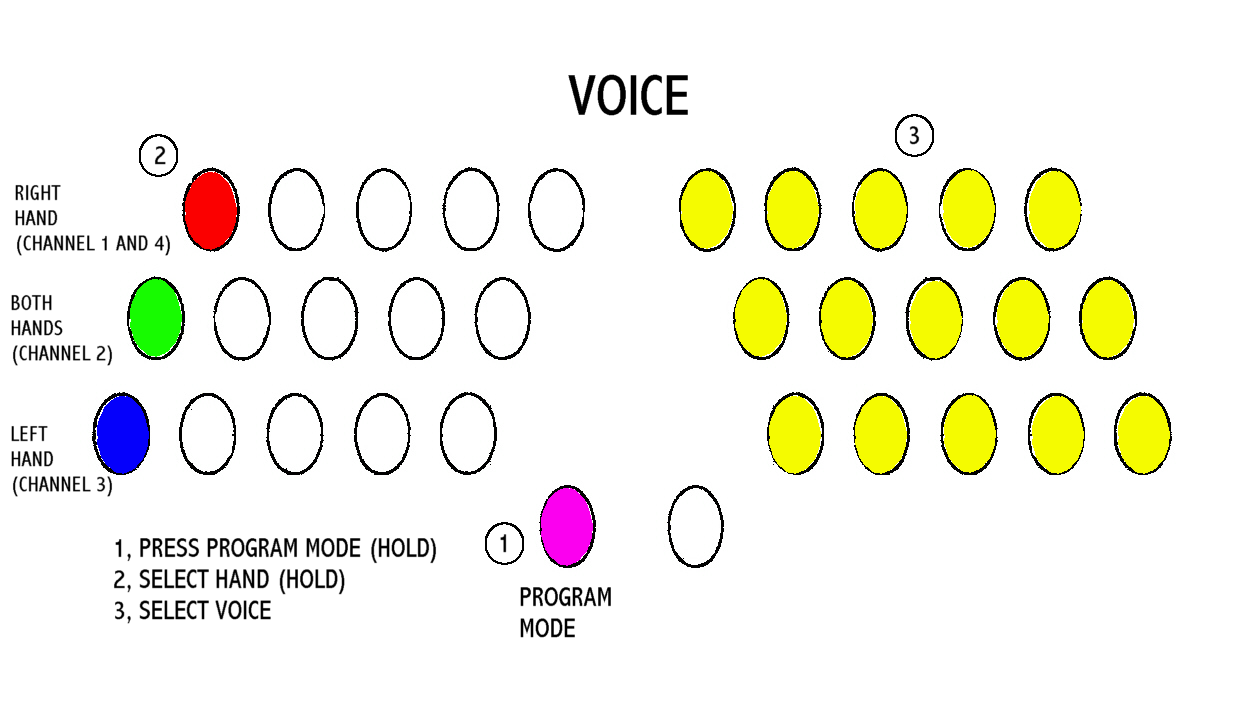 VOICE
2
3
RIGHT
HAND
(CHANNEL 1 AND 4)
BOTH
HANDS
(CHANNEL 2)
LEFT
HAND
(CHANNEL 3)
1, PRESS PROGRAM MODE (HOLD)
2, SELECT HAND (HOLD)
3, SELECT VOICE
1
PROGRAM
MODE